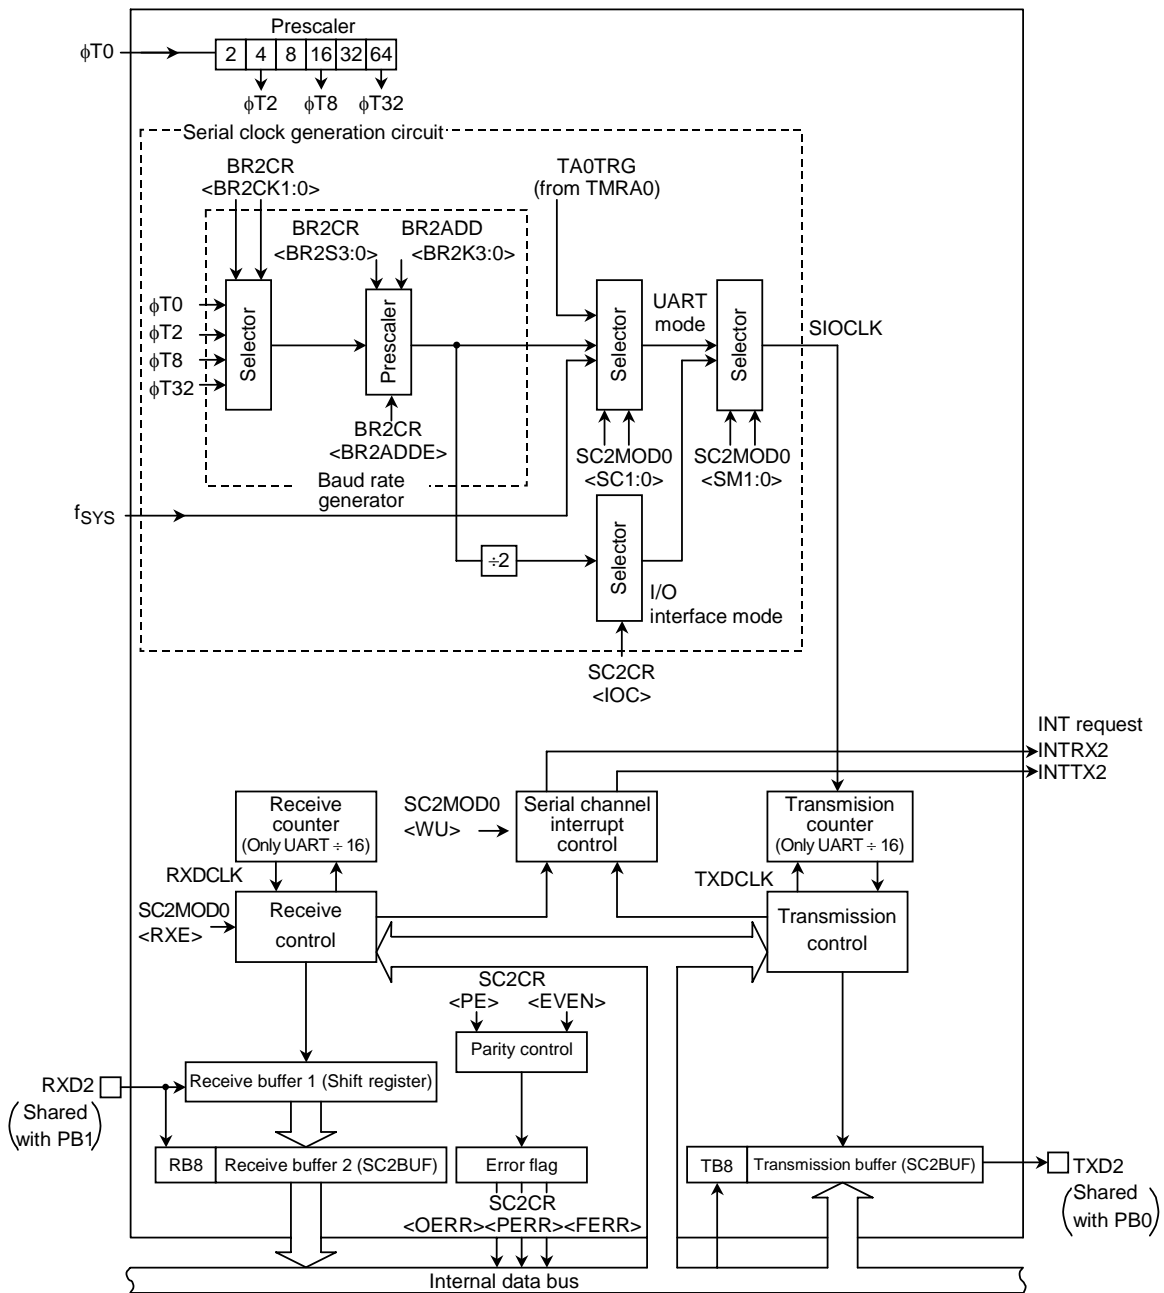 Prescaler
ϕT0
2 4 8 16 32 64
ϕT2 ϕT8 ϕT32
Serial clock generation circuit
BR2CR
<BR2CK1:0>
TA0TRG
(from TMRA0)
BR2CR
<BR2S3:0>
BR2ADD
<BR2K3:0>
ϕT0
ϕT2
ϕT8
ϕT32
Selector
Prescaler
Selector
UART
mode
Selector
SIOCLK
BR2CR
<BR2ADDE>
Baud rate
generator
SC2MOD0
<SC1:0>
SC2MOD0
<SM1:0>
fSYS
÷2
Selector
I/O
interface mode
SC2CR
<IOC>
INT request
INTRX2
INTTX2
Receive
counter
(Only UART ÷ 16)
SC2MOD0
<WU>
Serial channel
interrupt
control
Transmision
counter
(Only UART ÷ 16)
RXDCLK
TXDCLK
SC2MOD0
<RXE>
Receive
control
Transmission
control
SC2CR
<PE> <EVEN>
Parity control
RXD2
(Shared
with PB1)
Receive buffer 1 (Shift register)
RB8 Receive buffer 2 (SC2BUF)
Error flag
TB8 Transmission buffer (SC2BUF)
TXD2
(Shared
with PB0)
SC2CR
<OERR><PERR><FERR>
Internal data bus